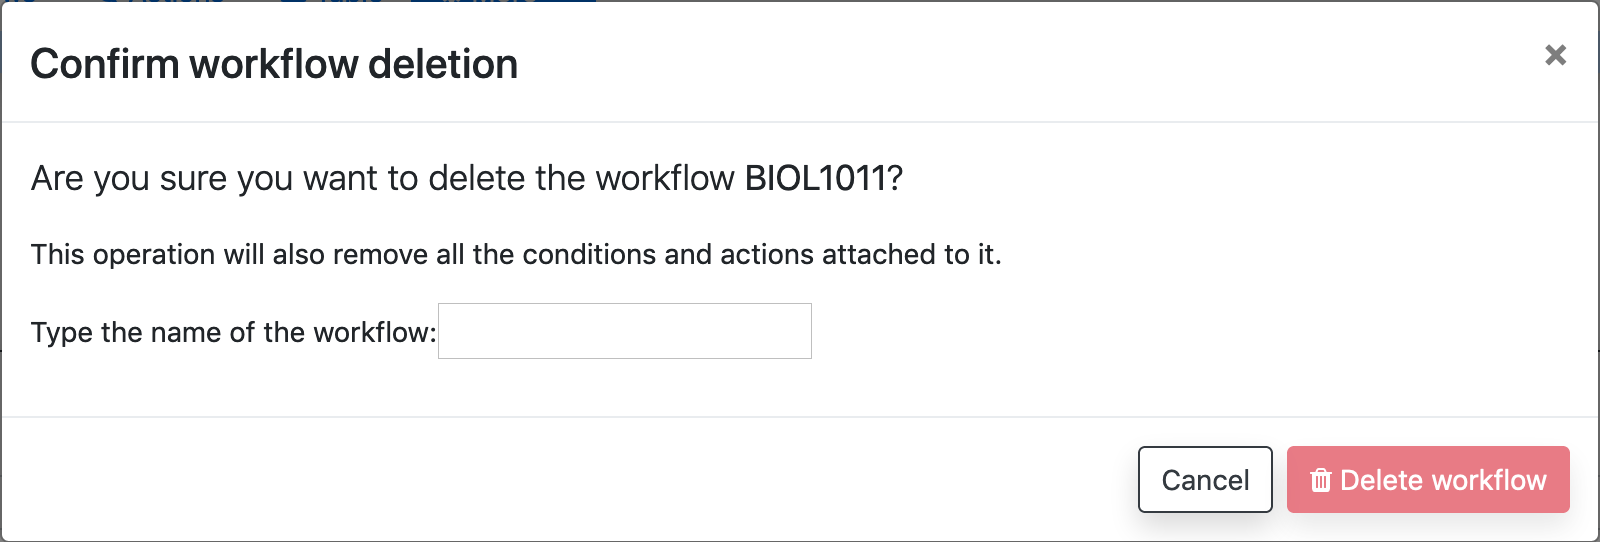 Confirm workflow deletion
×
Are you sure you want to delete the workflow BIOL1011?
This operation will also remove all the conditions and actions attached to it.
Type the name of the workflow:
Cancel
Delete workflow